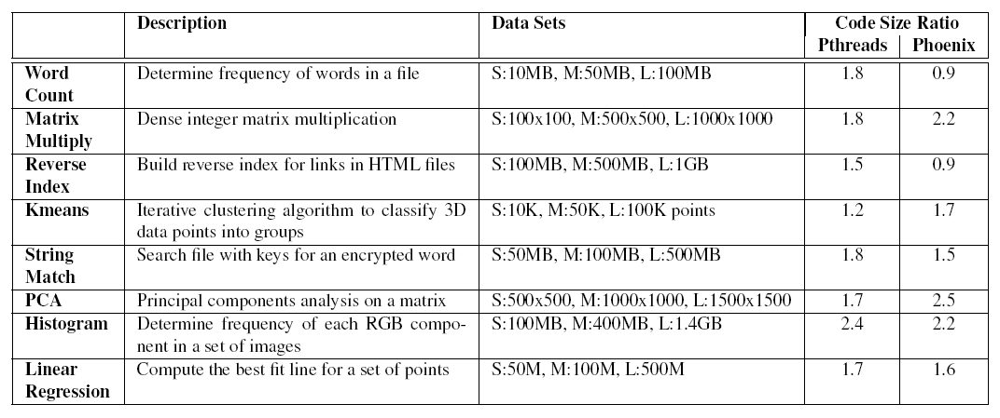 Description Data Sets Code Size Ratio
Pthreads Phoenix
Word Determine frequency of words in a file S:10MB, M:50MB, L:100MB 1.8 0.9
Count
Matrix Dense integer matrix multiplication S:100x100, M:500x500, L:1000x1000 1.8 2.2
Multiply
Reverse Build reverse index for links in HTML files S:100MB, M:500MB, L:1GB 1.5 0.9
Index
Kmeans Iterative clustering algorithm to classify 3D S:10K, M:50K, L:100K points 1.2 1.7
data points into groups
String Search file with keys for an encrypted word S:50MB, M:100MB, L:500MB 1.8 1.5
Match
PCA Principal components analysis on a matrix S:500x500, M:1000x1000, L:1500x1500 1.7 2.5
Histogram Determine frequency of each RGB compo- S:100MB, M:400MB, L:1.4GB 2.4 2.2
nent in a set of images
Linear Compute the best fit line for a set of points S:50M, M:100M, L:500M 1.7 1.6
Regression